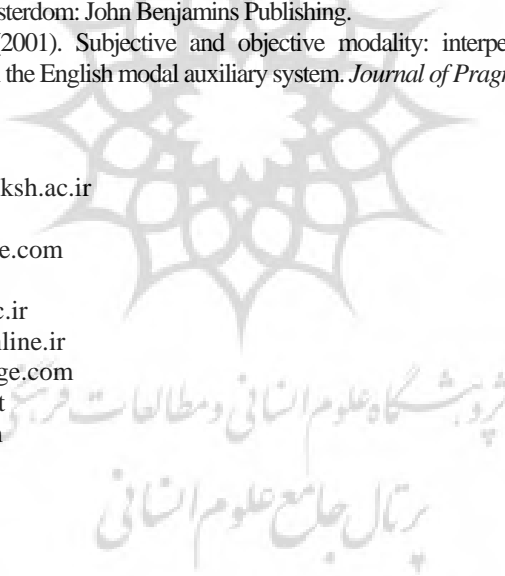 sterdom: John Benjamins Publishing.
(2001). Subjective and objective modality: interpe
the English modal auxiliary system. Journal of Pragr
ksh.ac.ir
e.com
c.ir
line.ir
ge.com
t
پژوهشگاه علوم انسانی و مطالعات فرهنگی
پرتال جامع علوم انسانی